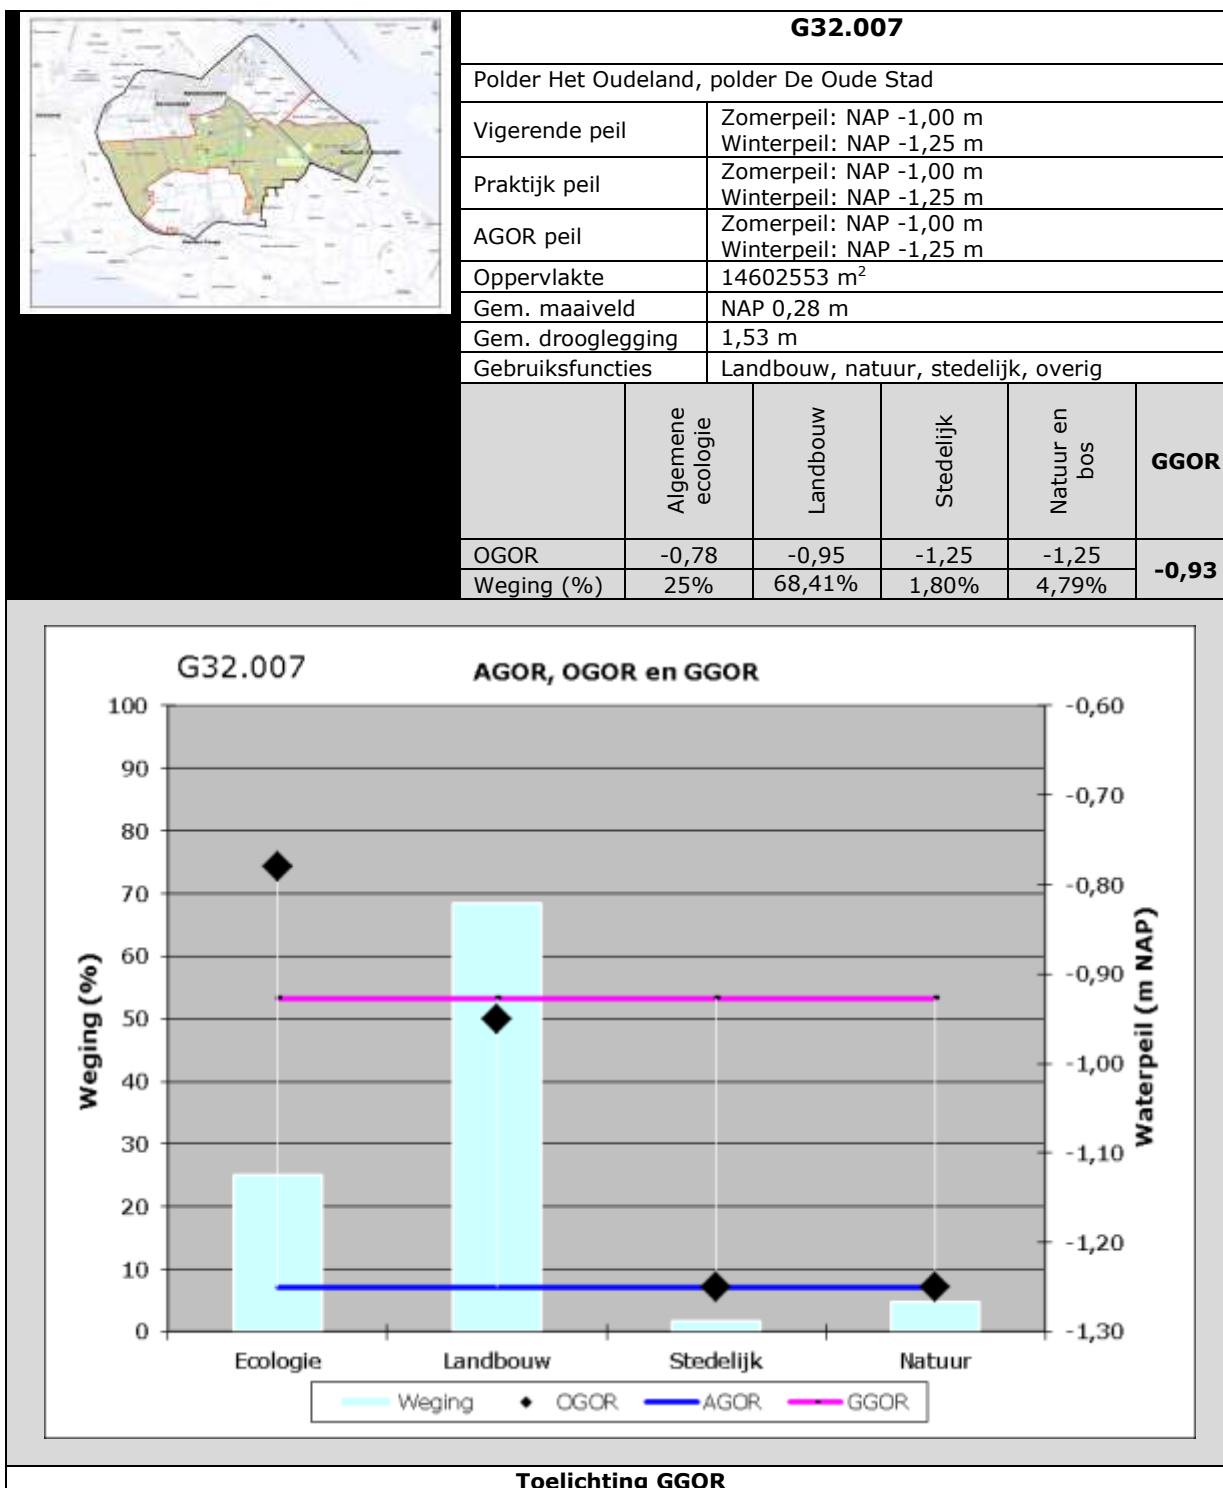 G32.007
Polder Het Oudeland, polder De Oude Stad
Vigerende peil
Zomerpeil: NAP -1,00 m
Winterpeil: NAP -1,25 m
Praktijk peil
Zomerpeil: NAP -1,00 m
Winterpeil: NAP -1,25 m
AGOR peil
Zomerpeil: NAP -1,00 m
Winterpeil: NAP -1,25 m
Oppervlakte 14602553 m²
Gem. maaiveld NAP 0,28 m
Gem. drooglegging 1,53 m
Gebruiksfuncties Landbouw, natuur, stedelijk, overig
Algemene
ecologie
Landbouw
Stedelijk
Natuur en
bos
GGOR
OGOR -0,78 -0,95 -1,25 -1,25
-0,93
Weging (%) 25% 68,41% 1,80% 4,79%
G32.007 AGOR, OGOR en GGOR
100
90
80
70
60
50
40
30
20
10
0
Weging (%)
-0,60
-0,70
-0,80
-0,90
-1,00
-1,10
-1,20
-1,30
Waterpeil (m NAP)
Ecologie Landbouw Stedelijk Natuur
Weging OGOR AGOR GGOR
Toelichting GGOR